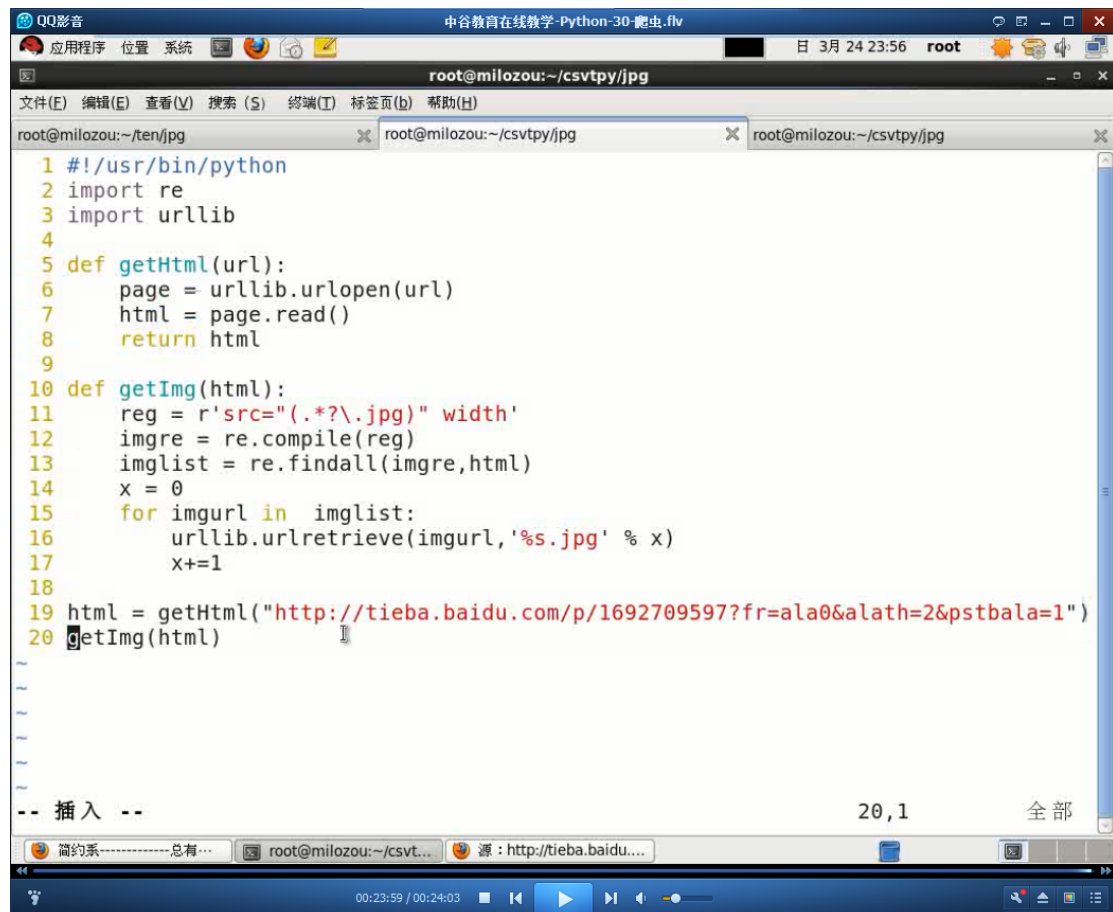 QQ影音 中谷教育在线教学-Python-30-爬虫.flv
应用程序 位置 系统 日 3月 24 23:56 root
root@milozou:~/csvtpy/jpg
文件(F) 编辑(E) 查看(V) 搜索 (S) 终端(T) 标签页(b) 帮助(H)
root@milozou:~/ten/jpg root@milozou:~/csvtpy/jpg root@milozou:~/csvtpy/jpg
1 #!/usr/bin/python
2 import re
3 import urllib
4
5 def getHtml(url):
6     page = urllib.urlopen(url)
7     html = page.read()
8     return html
9
10 def getImg(html):
11     reg = r'src="(.*?\.jpg)" width'
12     imgre = re.compile(reg)
13     imglist = re.findall(imgre,html)
14     x = 0
15     for imgurl in  imglist:
16         urllib.urlretrieve(imgurl,'%s.jpg' % x)
17         x+=1
18
19 html = getHtml("http://tieba.baidu.com/p/1692709597?fr=ala0&alath=2&pstbala=1")
20 getImg(html)
~
~
~
~
~
~
-- 插入 -- 20,1 全部
简约系-------------总有… root@milozou:~/csvt... 源：http://tieba.baidu....
00:23:59 / 00:24:03